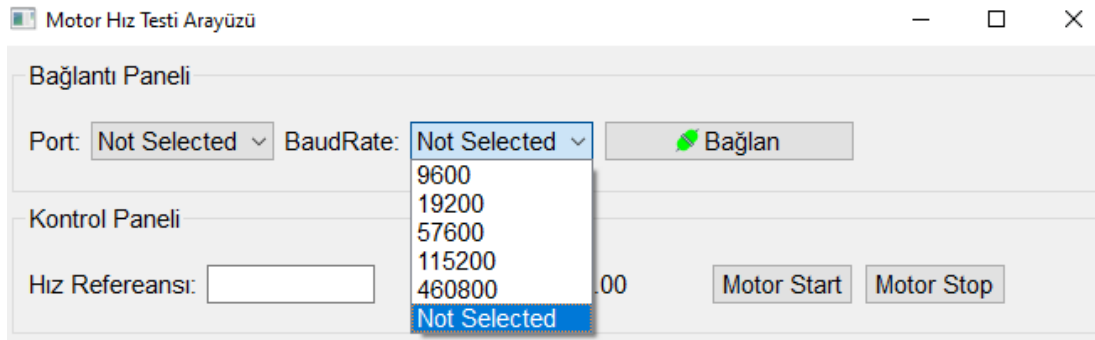 Motor Hız Testi Arayüzü
Bağlantı Paneli
Port: Not Selected BaudRate: Not Selected Bağlan
9600
19200
57600
115200
460800
Not Selected
Kontrol Paneli
Hız Refereansı: .00 Motor Start Motor Stop